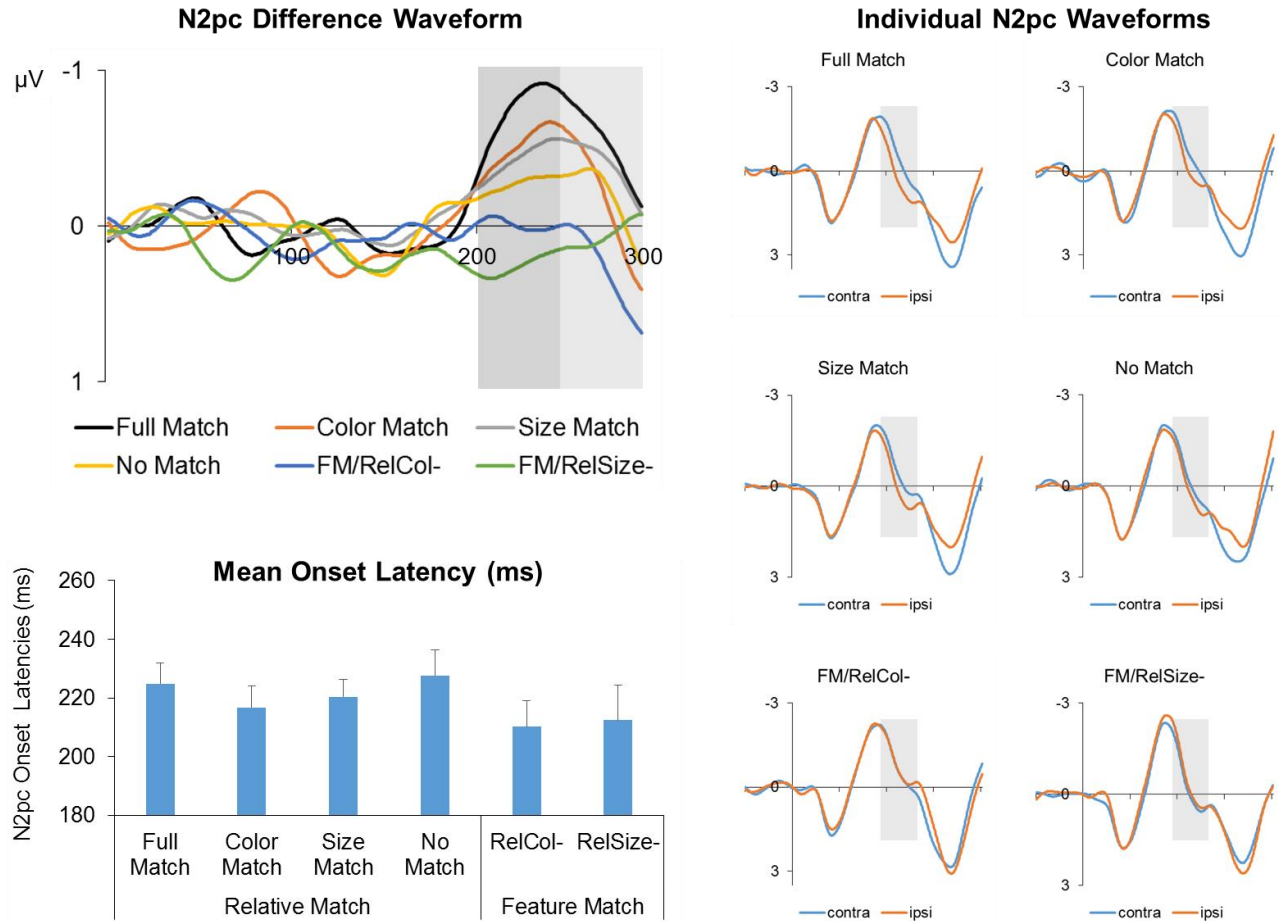 N2pc Difference Waveform
µV
-1
0
1
100
200
300
Full Match
Color Match
Size Match
No Match
FM/RelCol-
FM/RelSize-
Mean Onset Latency (ms)
N2pc Onset Latencies (ms)
260
240
220
200
180
Full Match
Color Match
Size Match
No Match
RelCol-
RelSize-
Relative Match
Feature Match
Individual N2pc Waveforms
Full Match
-3
0
3
contra
ipsi
Color Match
-3
0
3
contra
ipsi
Size Match
-3
0
3
contra
ipsi
No Match
-3
0
3
contra
ipsi
FM/RelCol-
-3
0
3
contra
ipsi
FM/RelSize-
-3
0
3
contra
ipsi